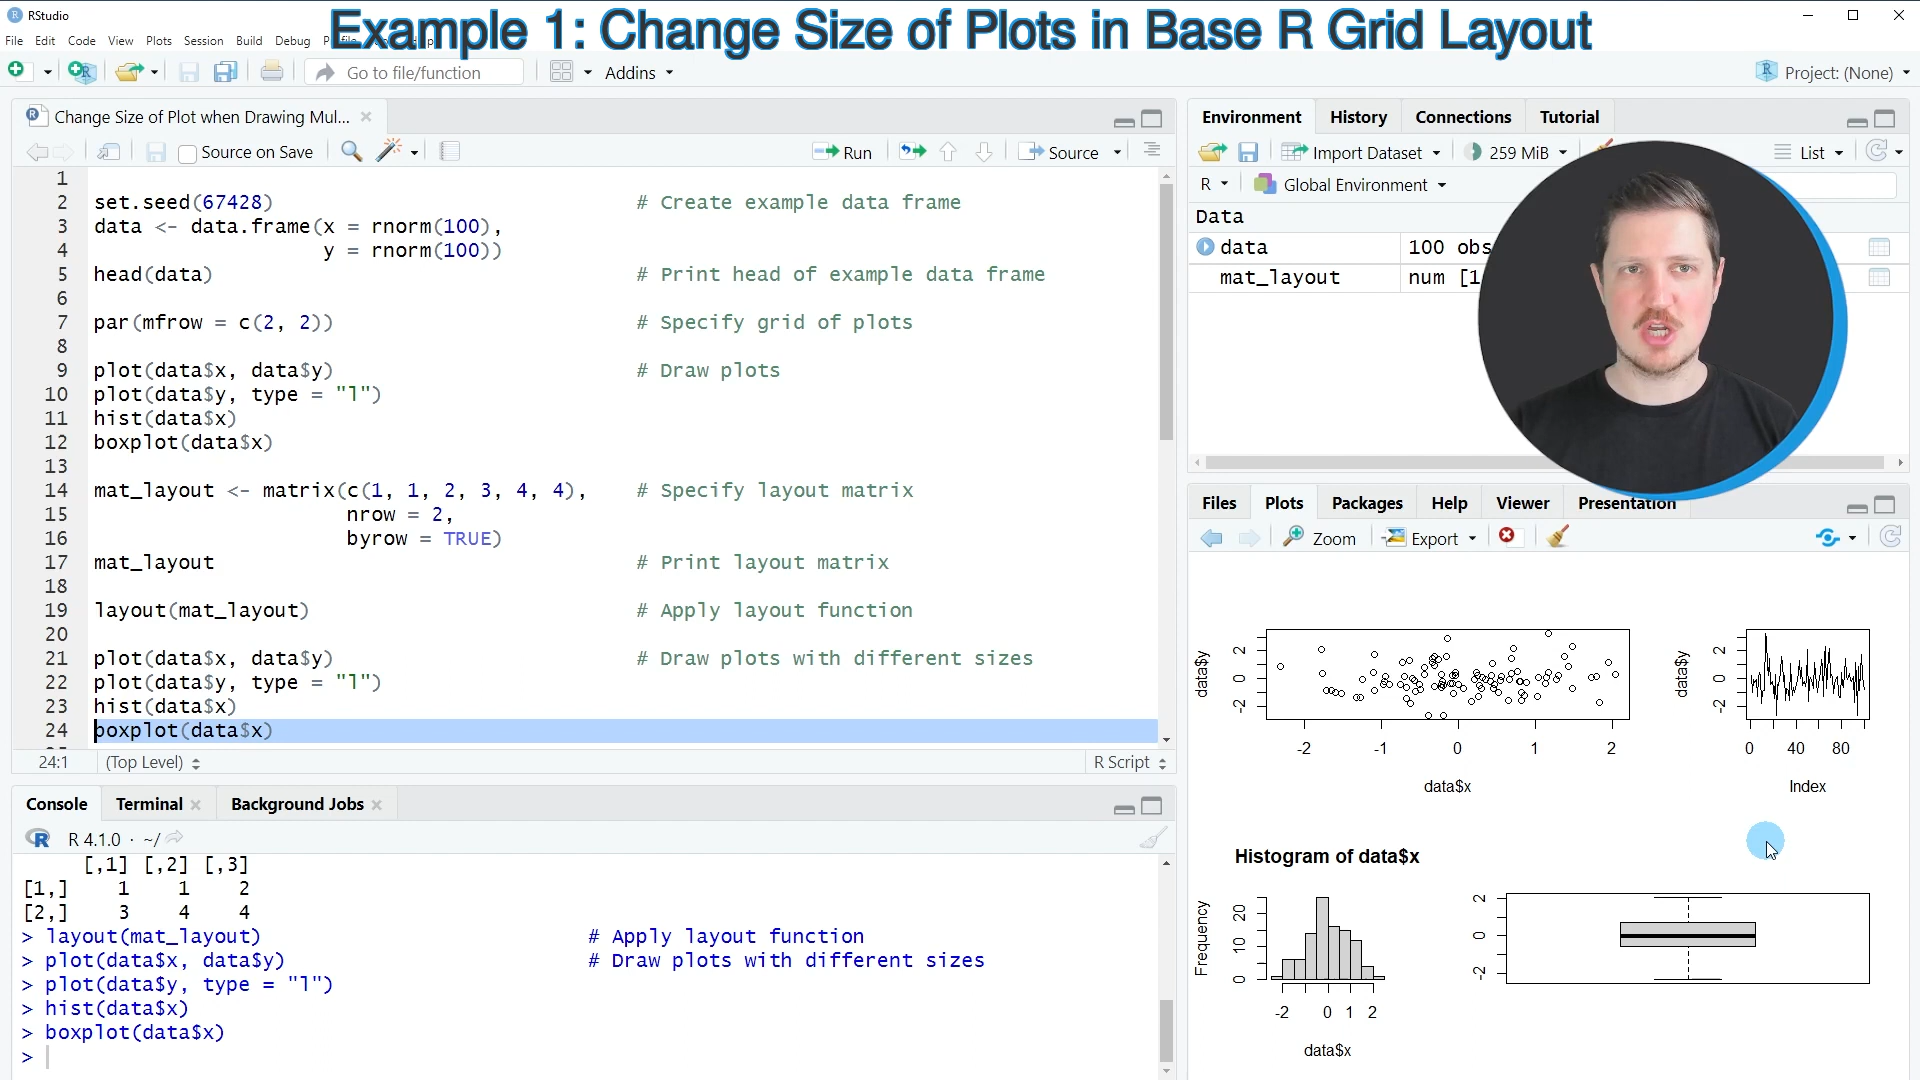 RStudio
Example 1: Change Size of Plots in Base R Grid Layout
File Edit Code View Plots Session Build Debug
Go to file/function
Addins
Project: (None)
Change Size of Plot when Drawing Mul...
Source on Save
Run
Source
1
2 set.seed(67428) # Create example data frame
3 data <- data.frame(x = rnorm(100),
4 y = rnorm(100))
5 head(data) # Print head of example data frame
6
7 par(mfrow = c(2, 2)) # Specify grid of plots
8
9 plot(data$x, data$y) # Draw plots
10 plot(data$y, type = "l")
11 hist(data$x)
12 boxplot(data$x)
13
14 mat_layout <- matrix(c(1, 1, 2, 3, 4, 4), # Specify layout matrix
15 nrow = 2,
16 byrow = TRUE)
17 mat_layout # Print layout matrix
18
19 layout(mat_layout) # Apply layout function
20
21 plot(data$x, data$y) # Draw plots with different sizes
22 plot(data$y, type = "l")
23 hist(data$x)
24 boxplot(data$x)
24:1 (Top Level) R Script
Console Terminal Background Jobs
R 4.1.0 · ~/
[,1] [,2] [,3]
[1,] 1 1 2
[2,] 3 4 4
> layout(mat_layout) # Apply layout function
> plot(data$x, data$y) # Draw plots with different sizes
> plot(data$y, type = "l")
> hist(data$x)
> boxplot(data$x)
>
Environment History Connections Tutorial
Import Dataset 259 MiB List
R Global Environment
Data
data 100 obs
mat_layout num [1
Files Plots Packages Help Viewer Presentation
Zoom Export
data$y
2
0
-2
-2 -1 0 1 2
data$x
data$y
2
0
-2
0 40 80
Index
Histogram of data$x
Frequency
20
10
0
-2 0 1 2
data$x
2
0
-2